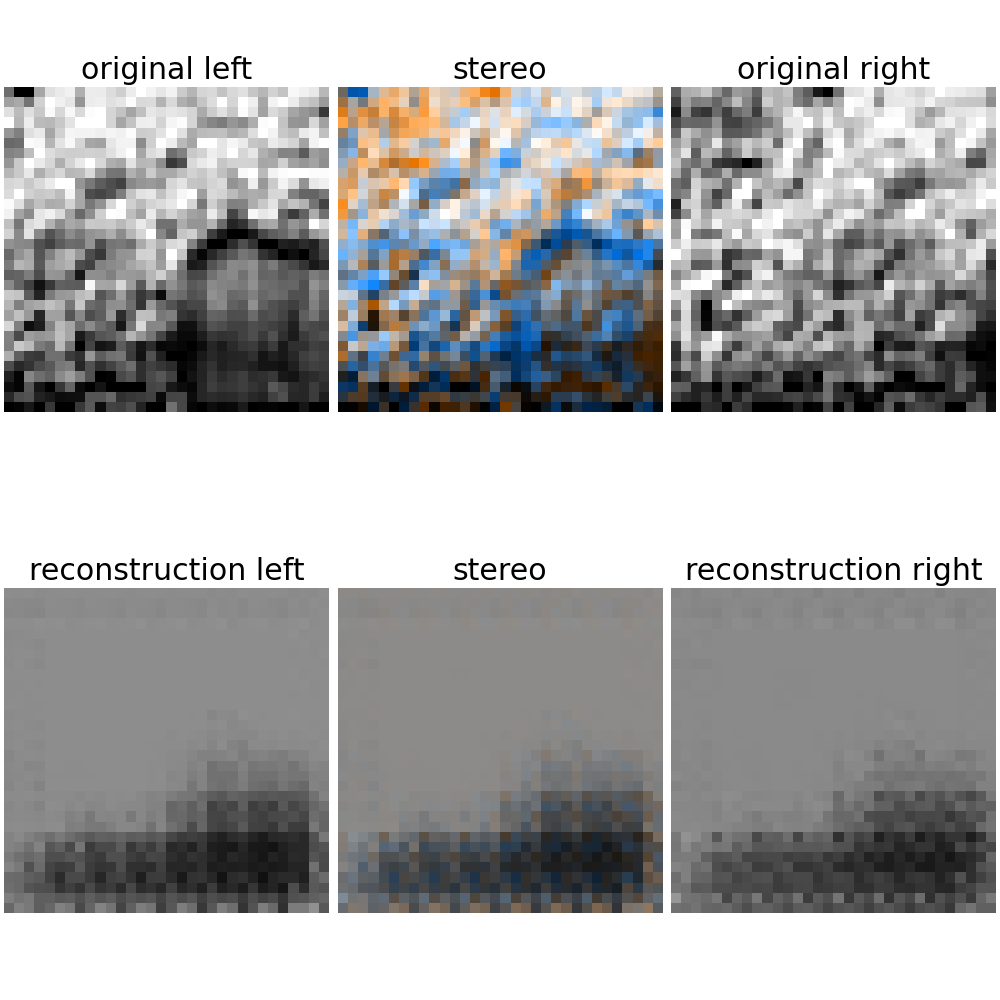 original left
stereo
original right
reconstruction left
stereo
reconstruction right